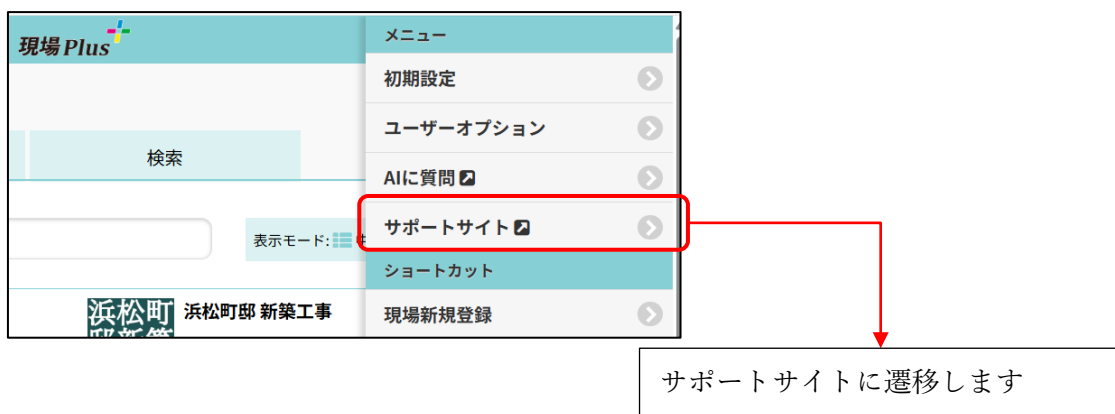 現場Plus
メニュー
初期設定
ユーザーオプション
検索
AIに質問
サポートサイト
表示モード:
ショートカット
浜松町
浜松町邸 新築工事
邸新築
現場新規登録
サポートサイトに遷移します